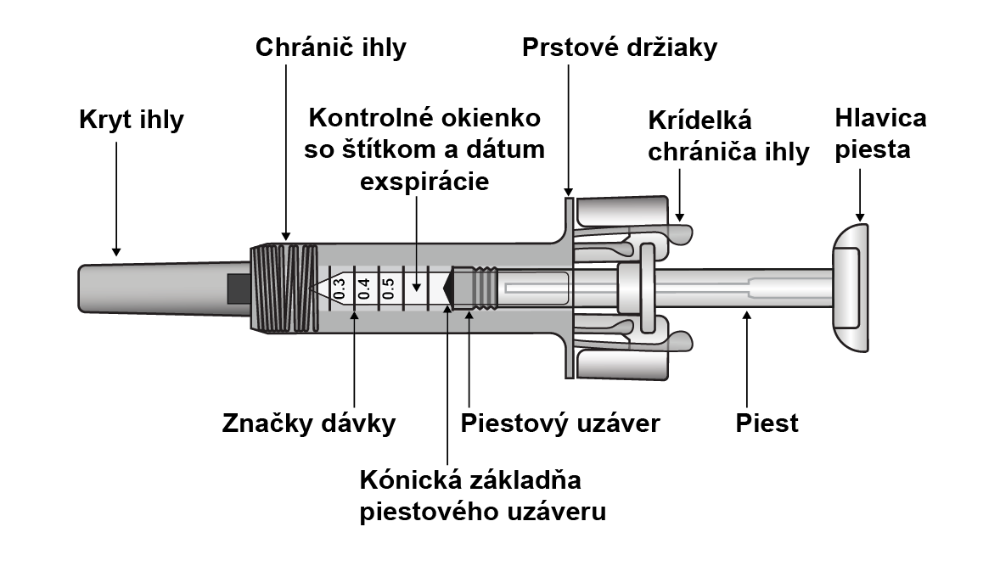 Chránič ihly
Prstové držiaky
Kryt ihly
Kontrolné okienko
so štítkom a dátum
exspirácie
Krídelká
chrániča ihly
Hlavica
piesta
0.3
0.4
0.5
Značky dávky
Piestový uzáver
Piest
Kónická základňa
piestového uzáveru